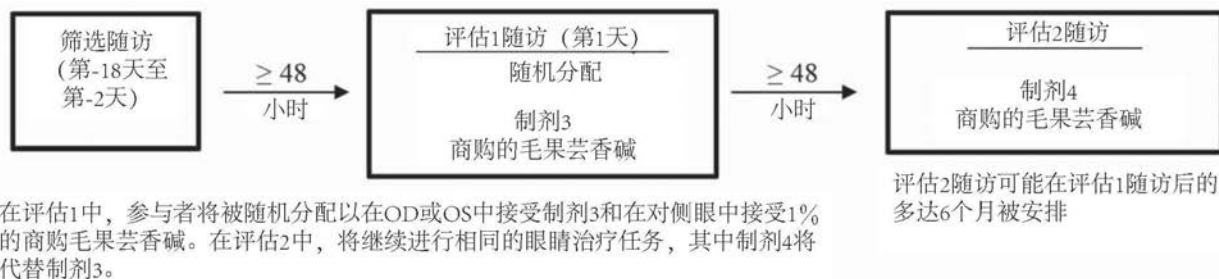 筛选随访
(第-18天至
第-2天)
≥ 48
小时
评估1随访（第1天）
随机分配
制剂3
商购的毛果芸香碱
≥ 48
小时
评估2随访
制剂4
商购的毛果芸香碱
在评估1中，参与者将被随机分配以在OD或OS中接受制剂3和在对侧眼中接受1%
的商购毛果芸香碱。在评估2中，将继续进行相同的眼睛治疗任务，其中制剂4将
代替制剂3。
评估2随访可能在评估1随访后的
多达6个月被安排